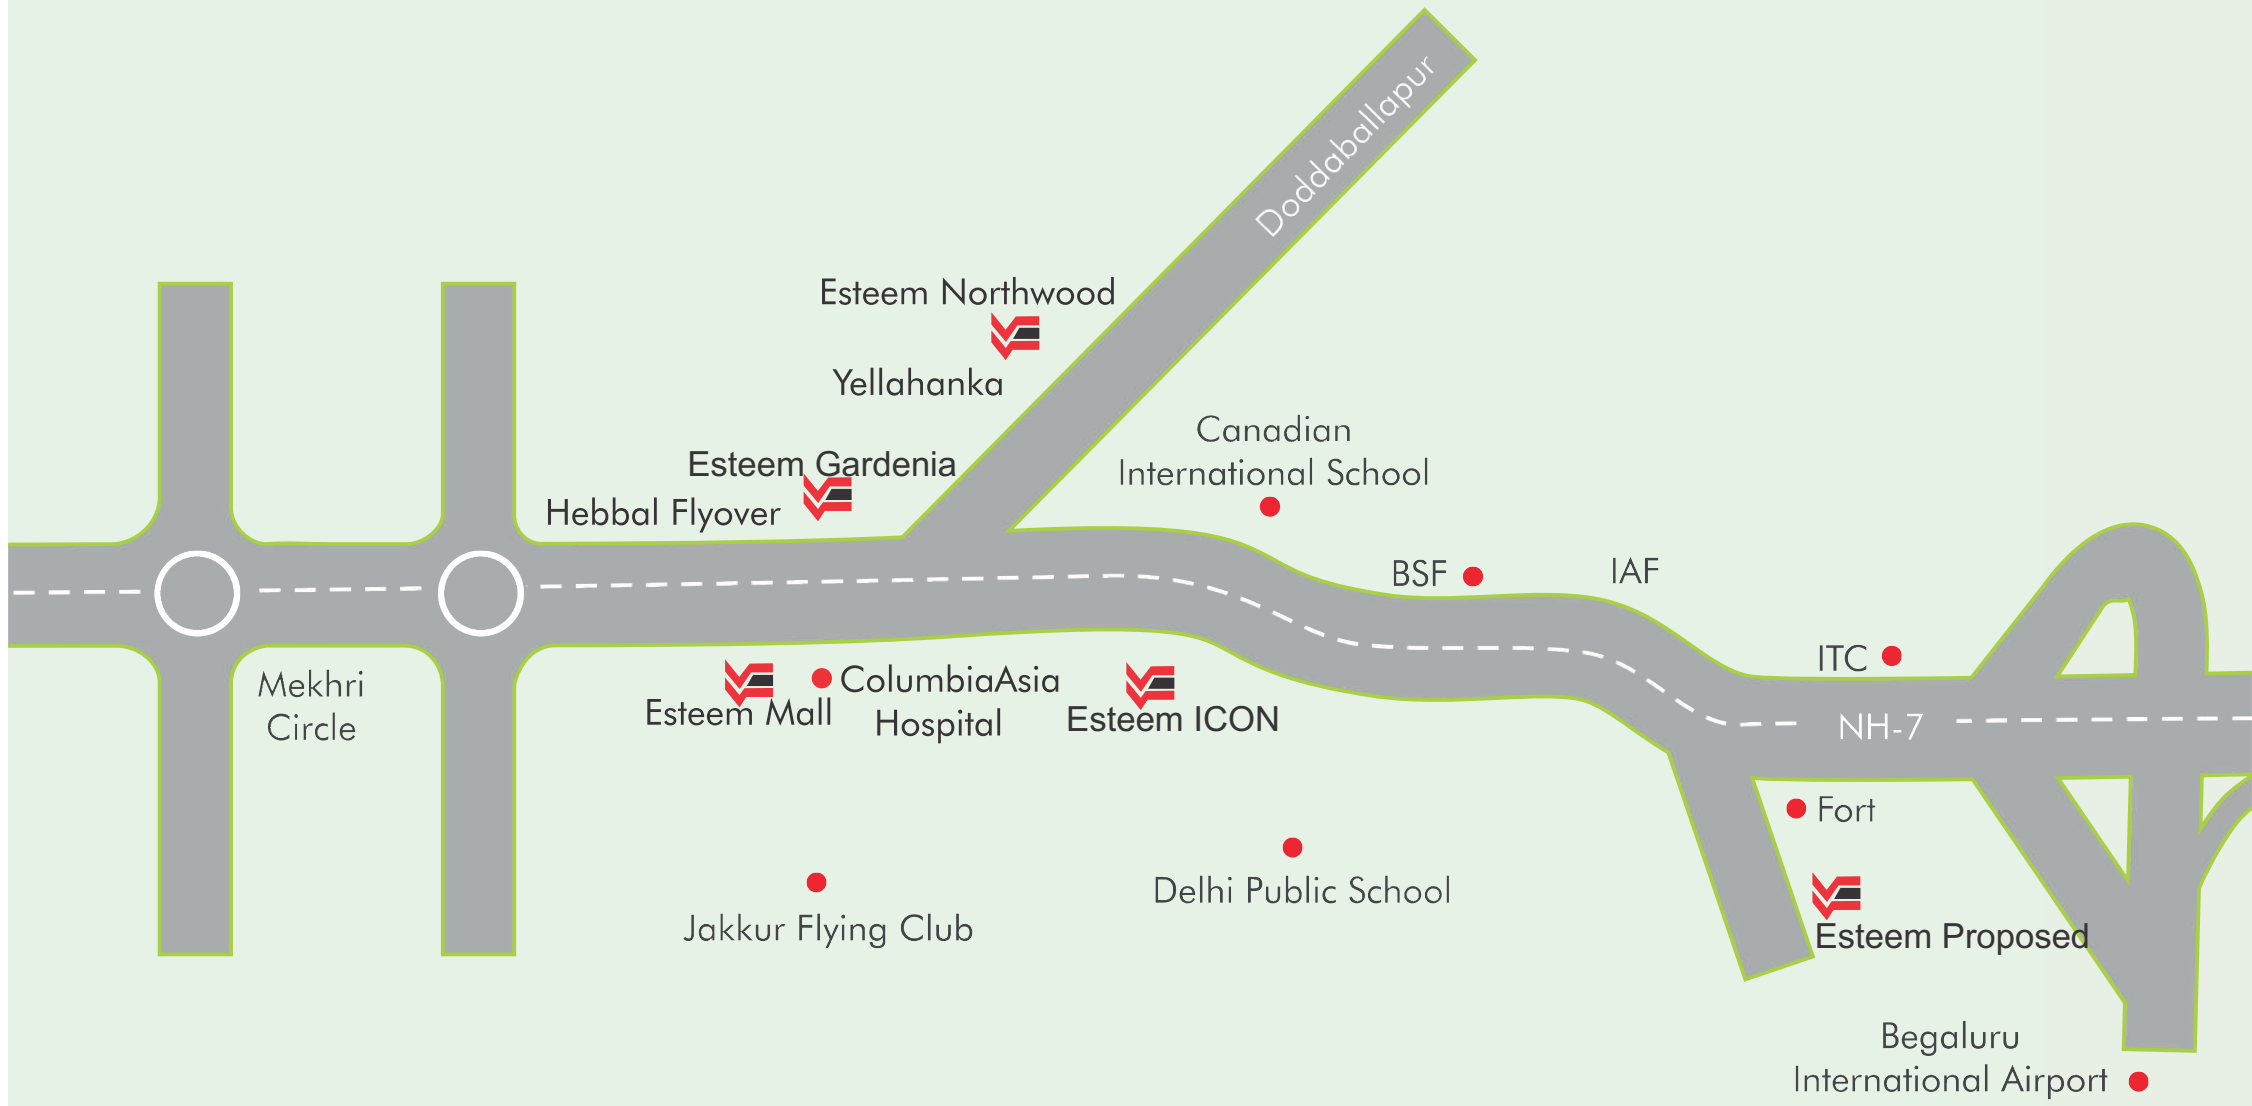 Doddaballapur
Esteem Northwood
Yellahanka
Canadian
International School
Esteem Gardenia
Hebbal Flyover
BSF
IAF
ITC
Mekhri
Circle
Esteem Mall
ColumbiaAsia
Hospital
Esteem ICON
NH-7
Fort
Delhi Public School
Jakkur Flying Club
Esteem Proposed
Begaluru
International Airport